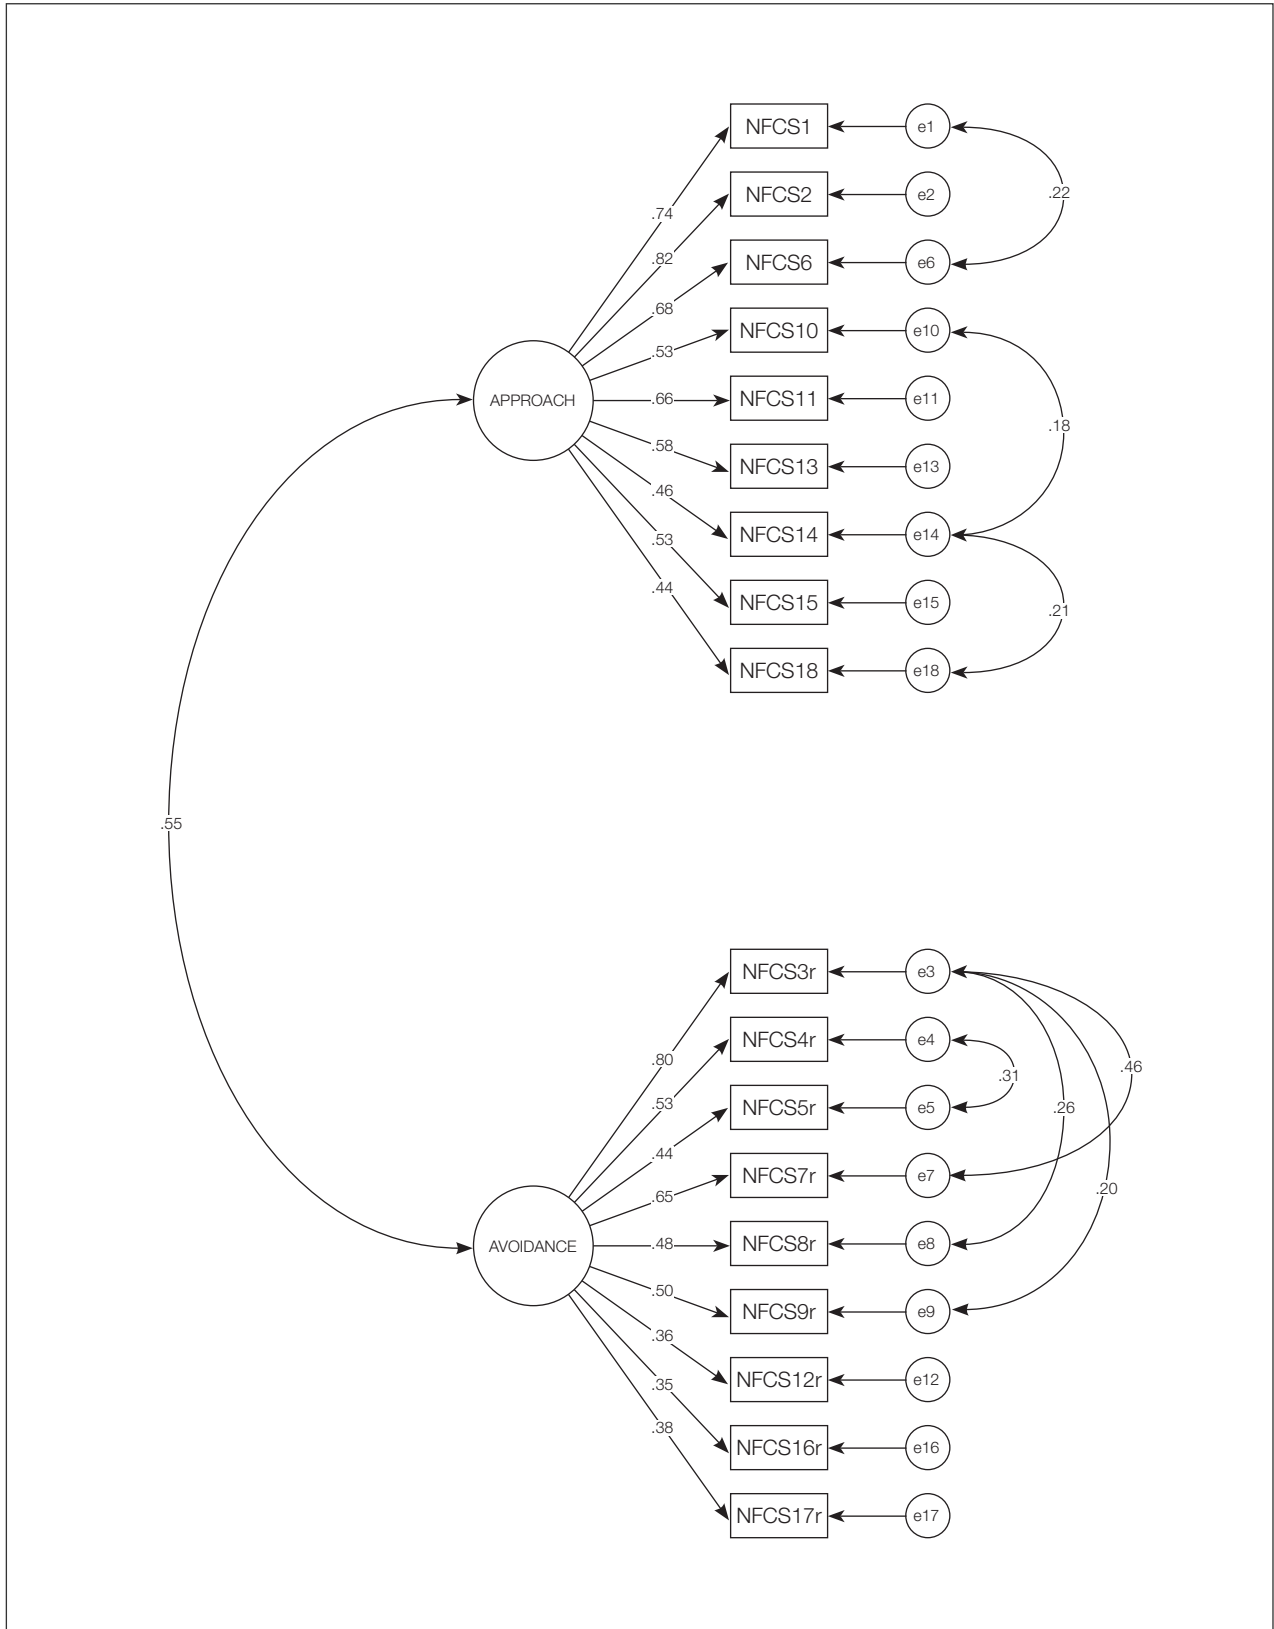 NFCS1
e1
.74
.22
NFCS2
e2
.82
NFCS6
e6
.68
NFCS10
e10
.53
APPROACH
.66
NFCS11
e11
.18
.58
NFCS13
e13
.46
NFCS14
e14
.53
.44
NFCS15
e15
.21
NFCS18
e18
.55
NFCS3r
e3
.80
NFCS4r
e4
.31
.46
.53
NFCS5r
e5
.26
.44
NFCS7r
e7
.65
.20
AVOIDANCE
.48
NFCS8r
e8
.50
NFCS9r
e9
.36
NFCS12r
e12
.35
.38
NFCS16r
e16
NFCS17r
e17